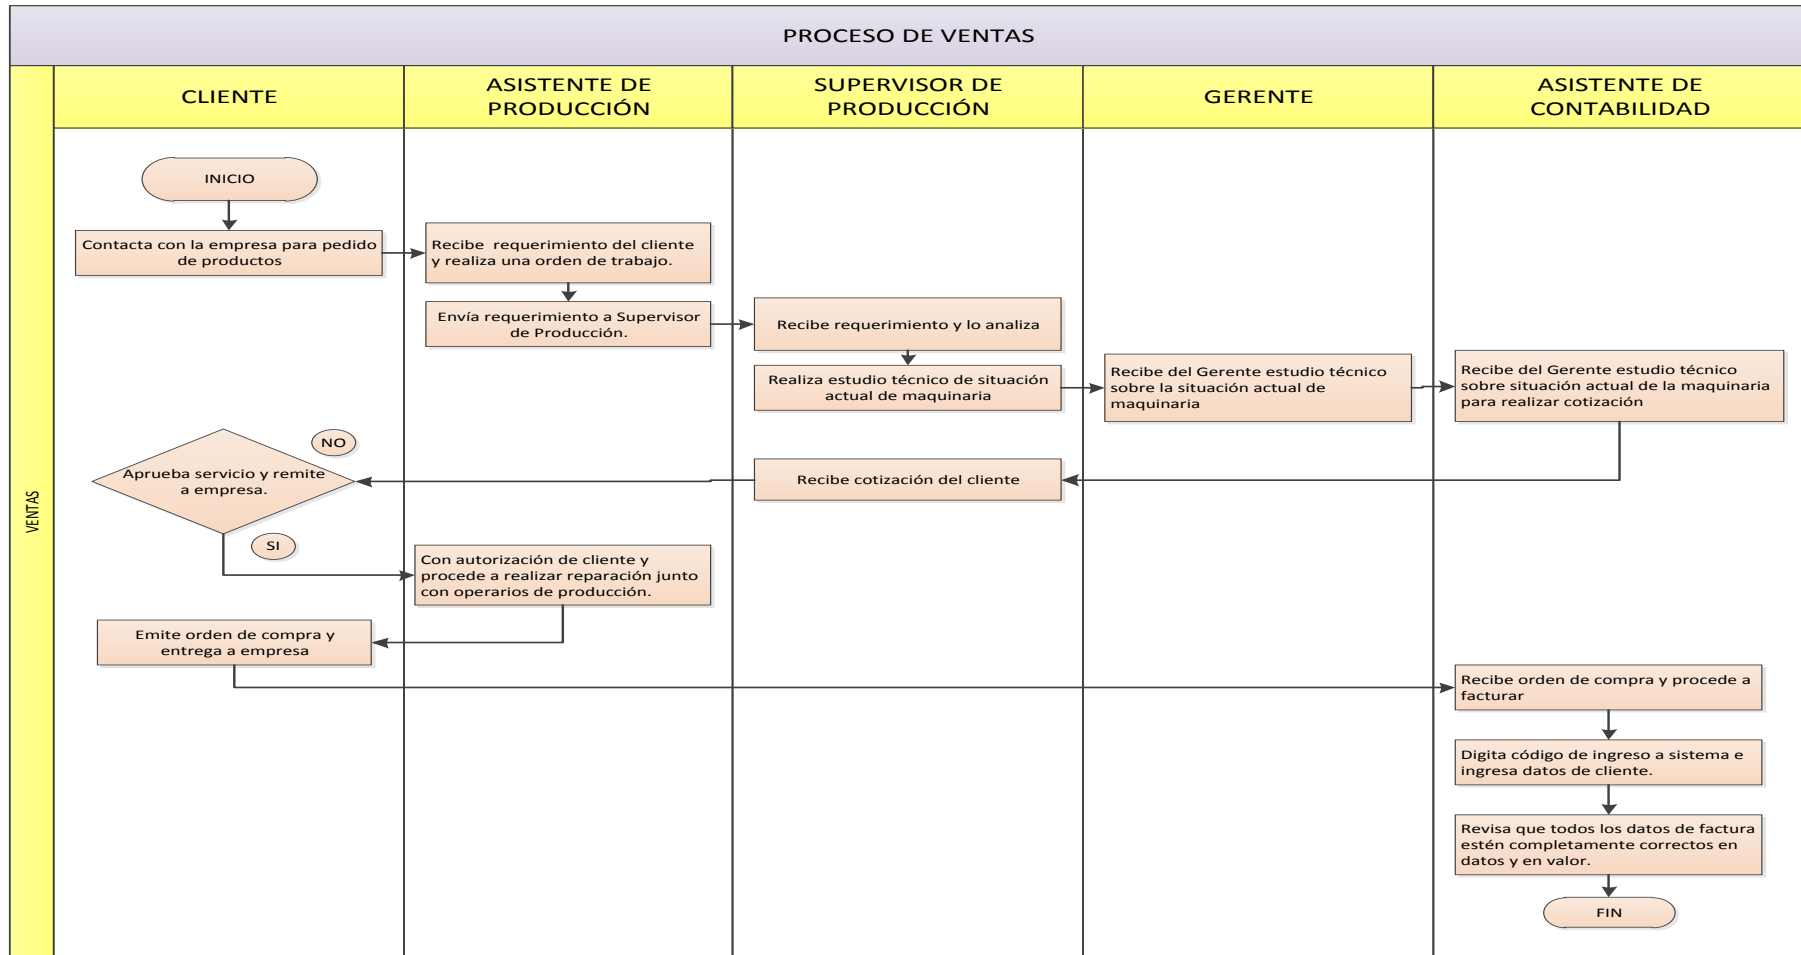 PROCESO DE VENTAS
VENTAS
CLIENTE
ASISTENTE DE
PRODUCCIÓN
SUPERVISOR DE
PRODUCCIÓN
GERENTE
ASISTENTE DE
CONTABILIDAD
INICIO
Contacta con la empresa para pedido
de productos
Recibe requerimiento del cliente
y realiza una orden de trabajo.
Envía requerimiento a Supervisor
de Producción.
Recibe requerimiento y lo analiza
Realiza estudio técnico de situación
actual de maquinaria
Recibe del Gerente estudio técnico
sobre la situación actual de
maquinaria
Recibe del Gerente estudio técnico
sobre situación actual de la maquinaria
para realizar cotización
Recibe cotización del cliente
NO
Aprueba servicio y remite
a empresa.
SI
Con autorización de cliente y
procede a realizar reparación junto
con operarios de producción.
Emite orden de compra y
entrega a empresa
Recibe orden de compra y procede a
facturar
Digita código de ingreso a sistema e
ingresa datos de cliente.
Revisa que todos los datos de factura
estén completamente correctos en
datos y en valor.
FIN